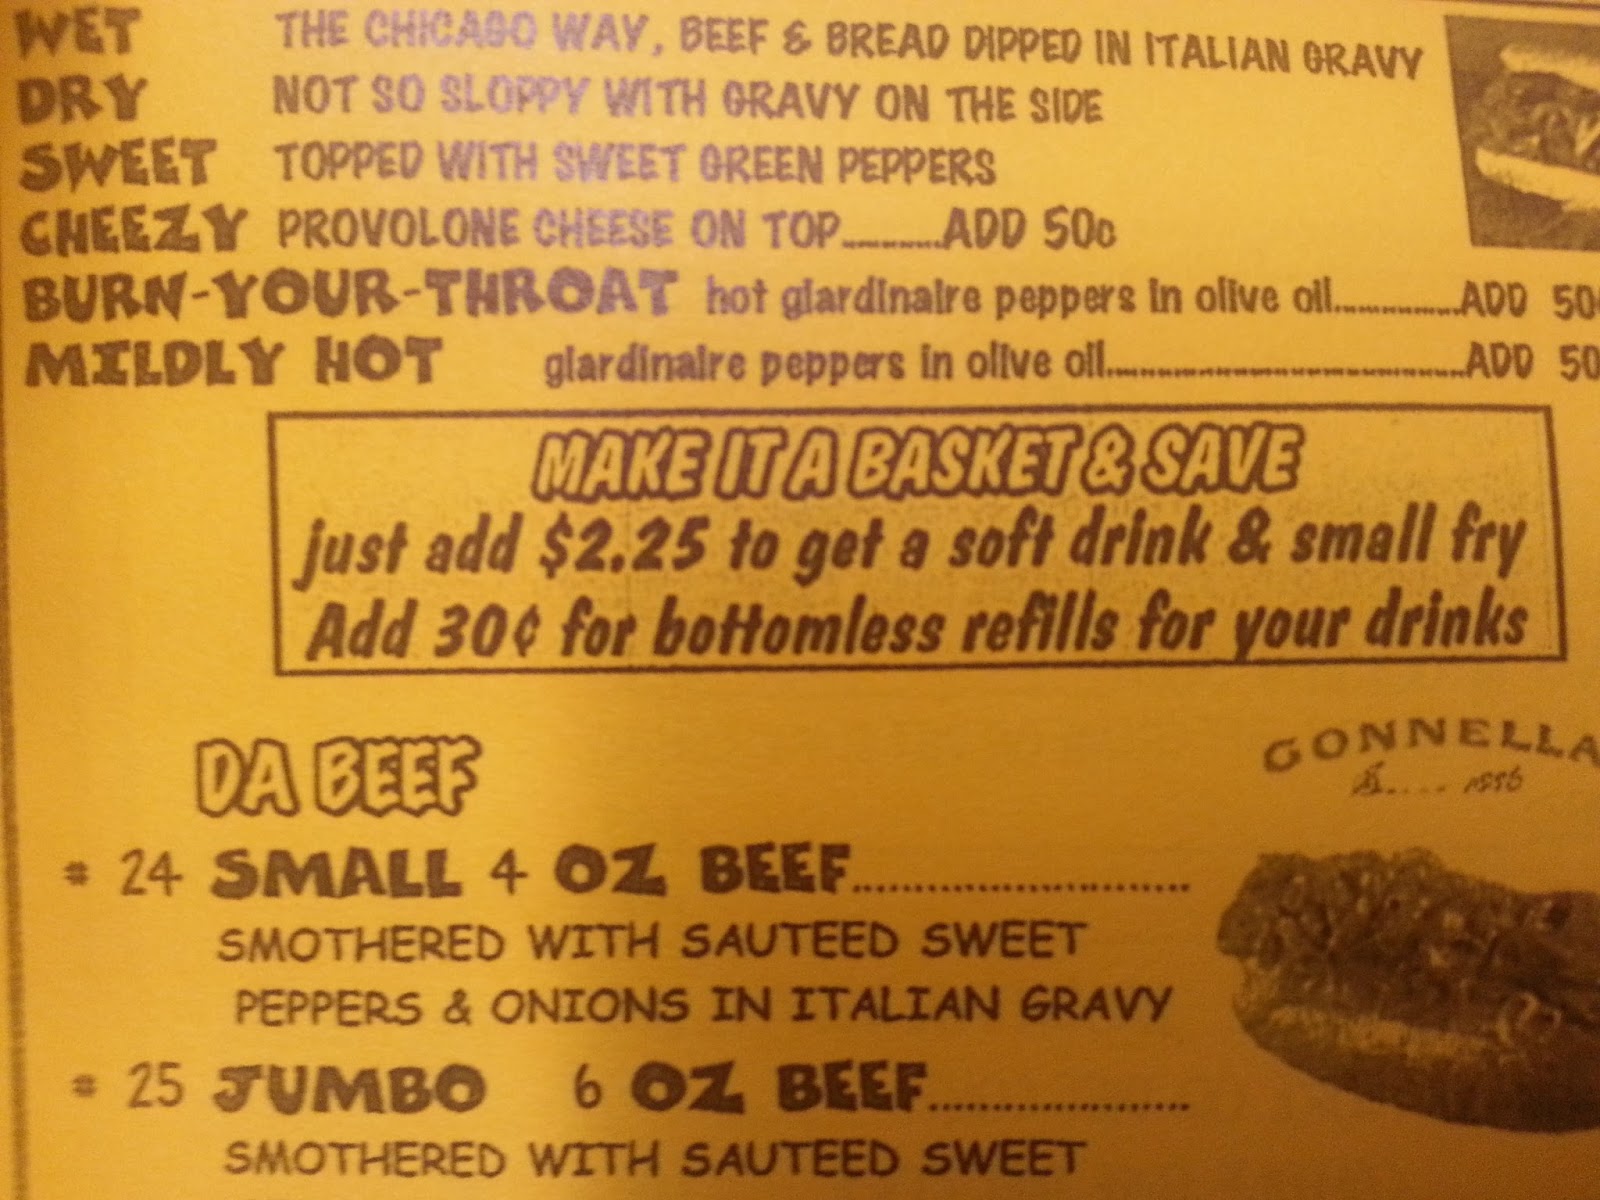 WET THE CHICAGO WAY, BEEF & BREAD DIPPED IN ITALIAN GRAVY
DRY NOT SO SLOPPY WITH GRAVY ON THE SIDE
SWEET TOPPED WITH SWEET GREEN PEPPERS
CHEEZY PROVOLONE CHEESE ON TOP...........ADD 50¢
BURN-YOUR-THROAT hot giardinaire peppers in olive oil..............ADD 50¢
MILDLY HOT giardinaire peppers in olive oil........................................ADD 50
MAKE IT A BASKET & SAVE
just add $2.25 to get a soft drink & small fry
Add 30¢ for bottomless refills for your drinks
DA BEEF
GONNELLA
1886
# 24 SMALL 4 OZ BEEF..............................
SMOTHERED WITH SAUTEED SWEET
PEPPERS & ONIONS IN ITALIAN GRAVY
# 25 JUMBO 6 OZ BEEF.......................
SMOTHERED WITH SAUTEED SWEET